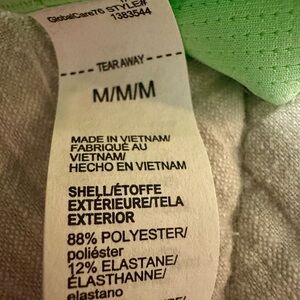 GlobalCare76 STYLE#
1383544
TEAR AWAY
M/M/M
MADE IN VIETNAM/
FABRIQUÉ AU
VIETNAM/
HECHO EN VIETNAM
SHELL/ÉTOFFE
EXTÉRIEURE/TELA
EXTERIOR
88% POLYESTER/
poliéster
12% ELASTANE/
ÉLASTHANNE/
elastano